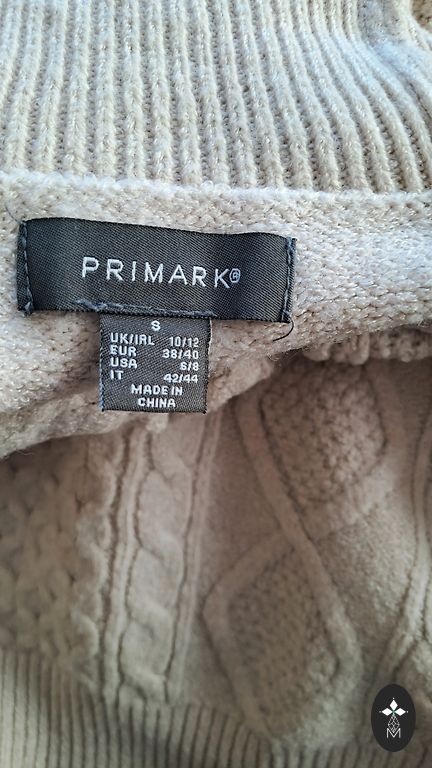 PRIMARK®
S
UK/IRL 10/12
EUR 38/40
USA 6/8
IT 42/44
MADE IN
CHINA
M